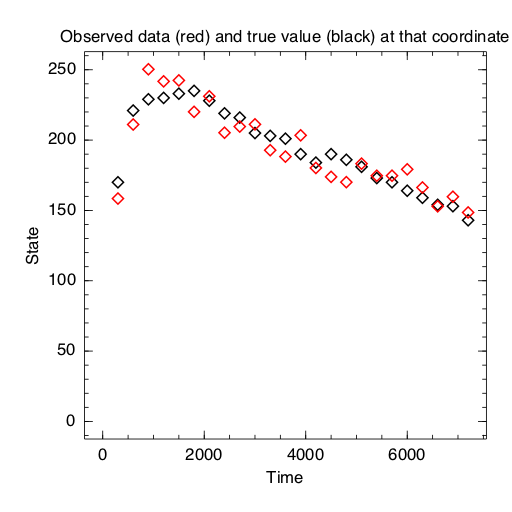 Observed data (red) and true value (black) at that coordinate
250
200
150
100
50
0
State
0 2000 4000 6000
Time